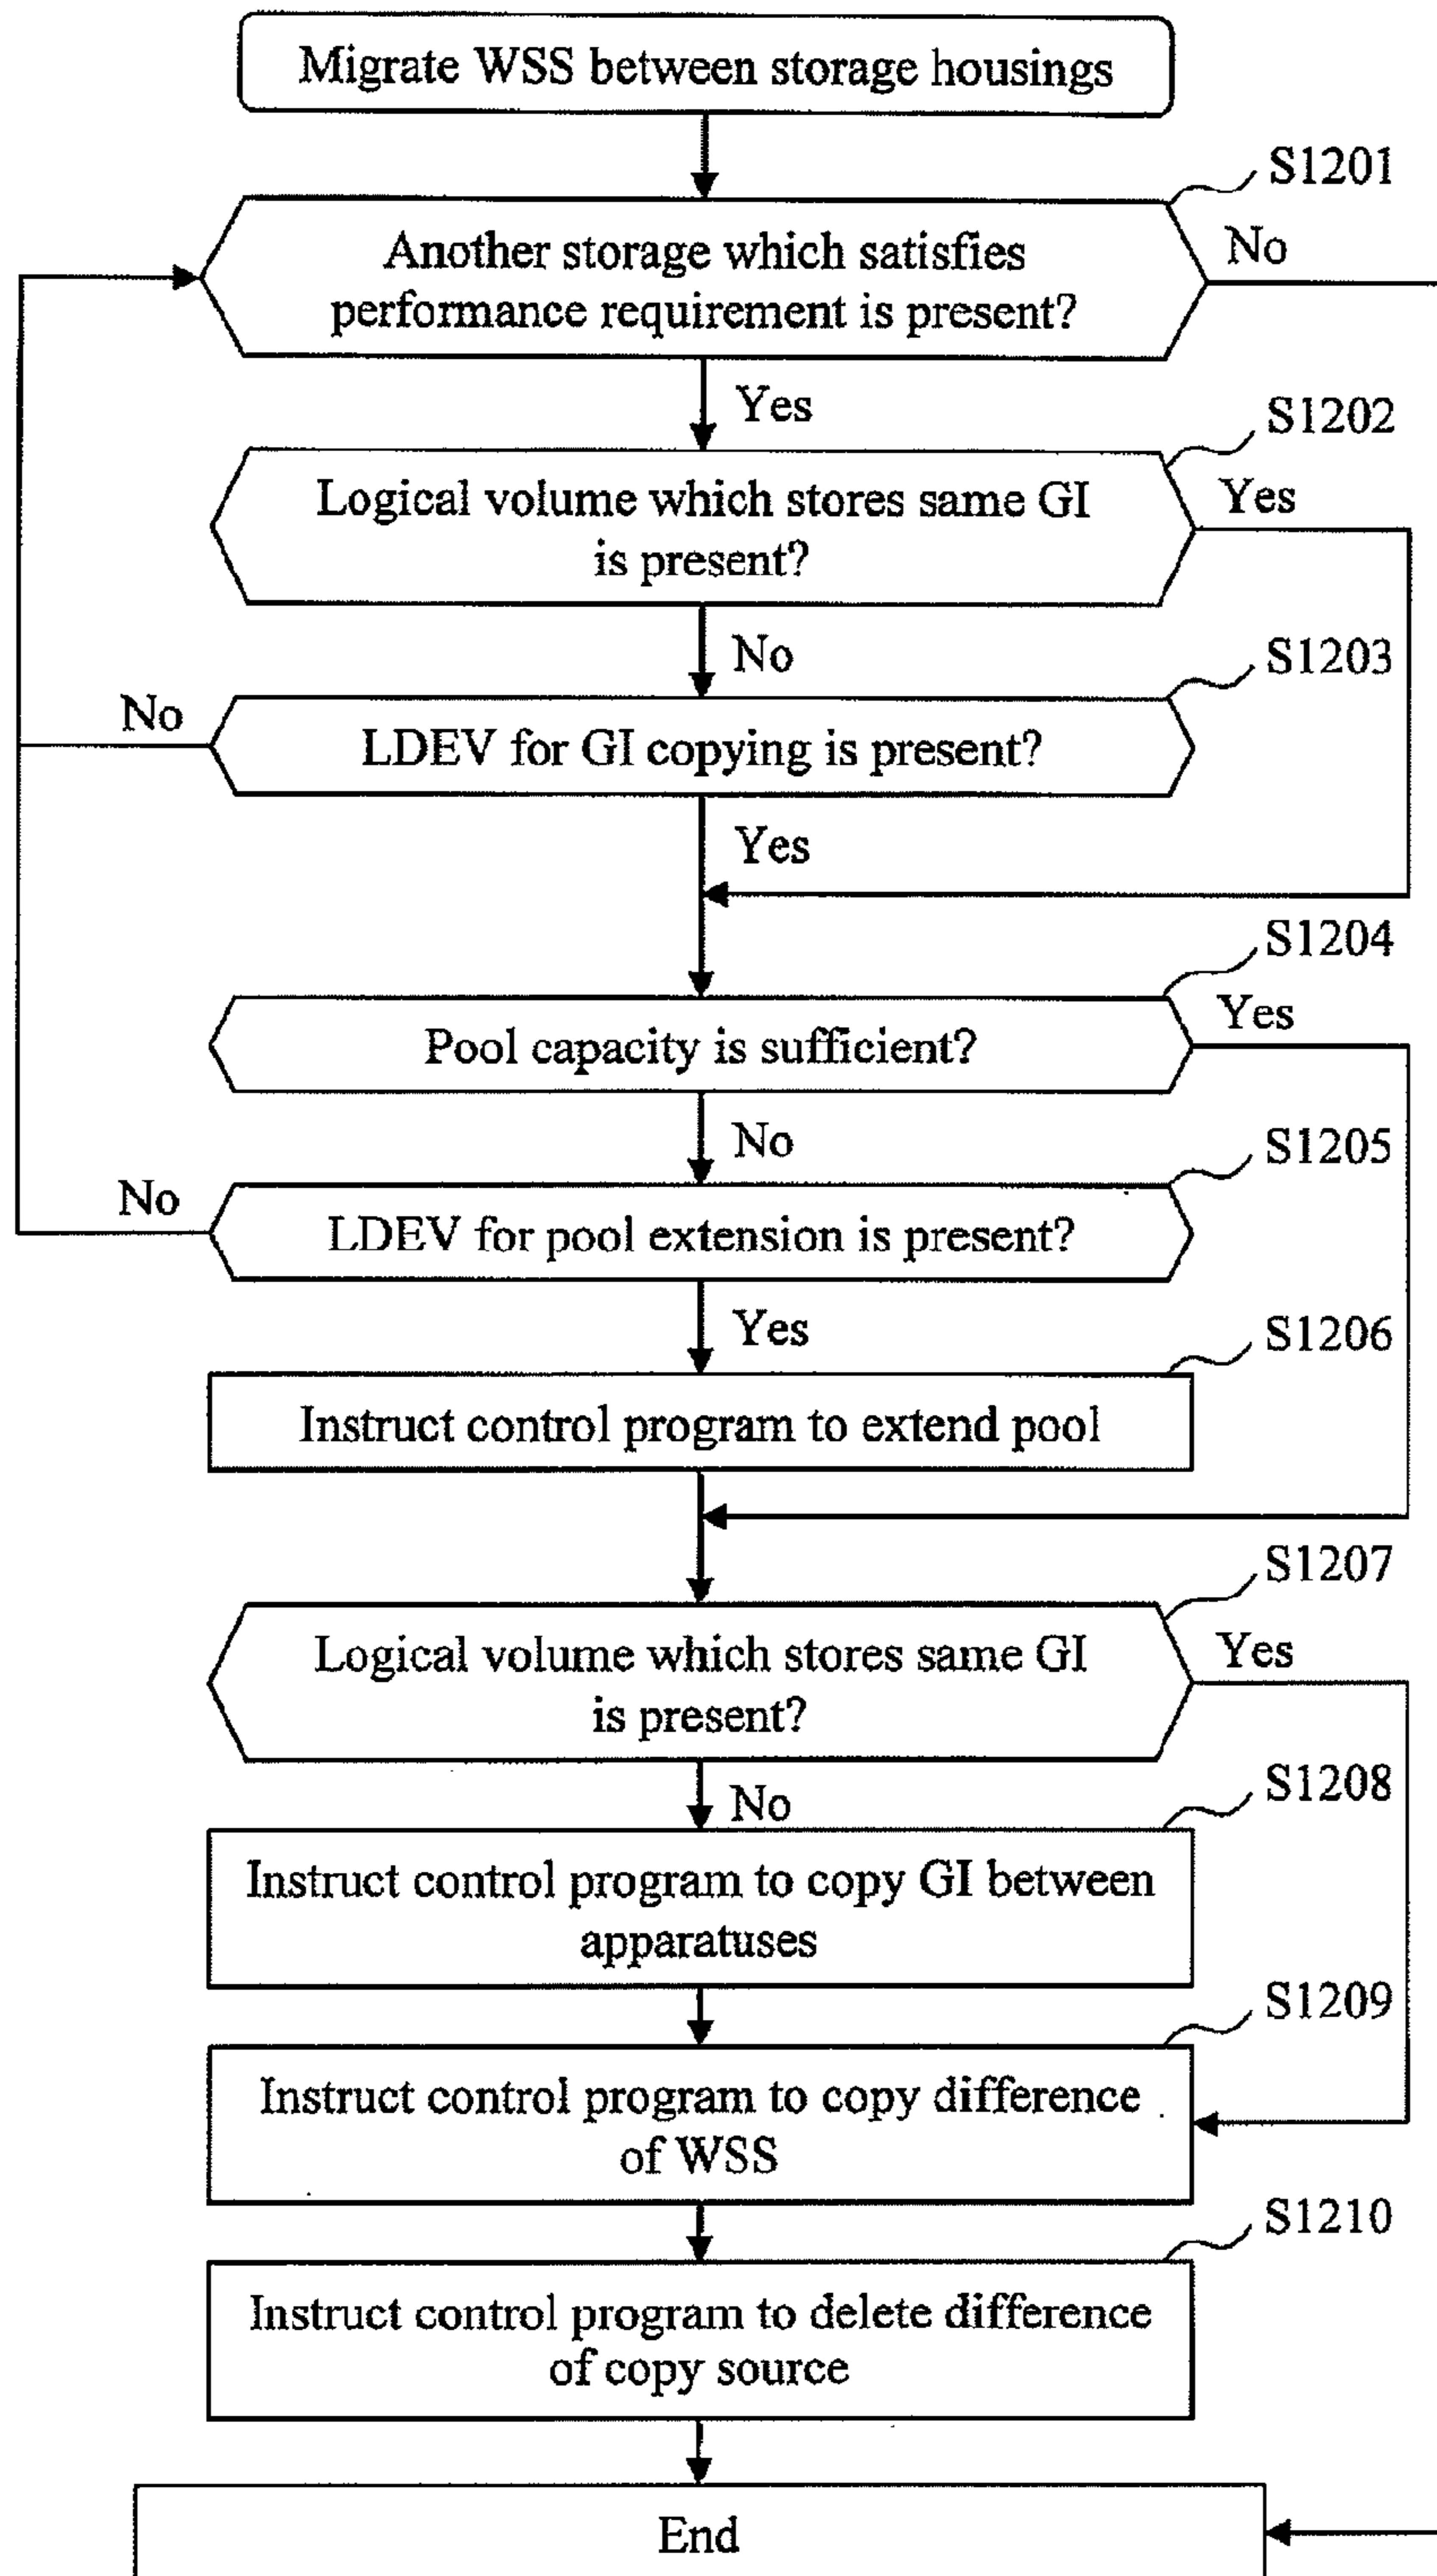 Migrate WSS between storage housings
S1201
Another storage which satisfies
performance requirement is present?
No
Yes
S1202
Logical volume which stores same GI
is present?
Yes
No
S1203
No
LDEV for GI copying is present?
Yes
S1204
Pool capacity is sufficient?
Yes
No
S1205
No
LDEV for pool extension is present?
Yes
S1206
Instruct control program to extend pool
S1207
Logical volume which stores same GI
is present?
Yes
No
S1208
Instruct control program to copy GI between
apparatuses
S1209
Instruct control program to copy difference
of WSS
S1210
Instruct control program to delete difference
of copy source
End